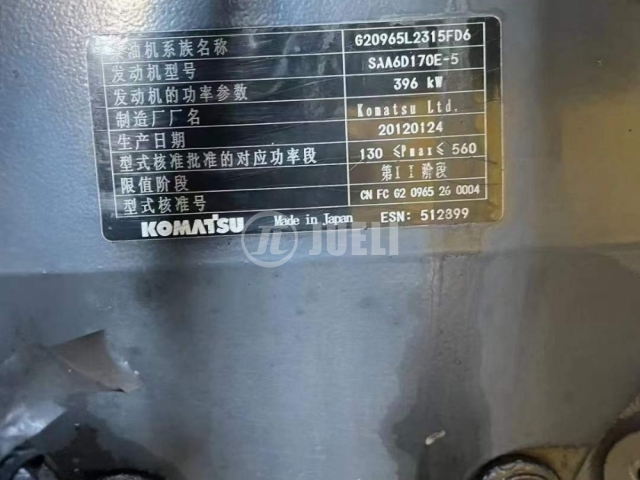 油机系族名称 G20965L2315FD6
发动机型号 SAA6D170E-5
发动机的功率参数 396 kW
制造厂厂名 Komatsu Ltd.
生产日期 20120124
型式核准批准的对应功率段 130 ≤Pmax≤ 560
限值阶段 第II阶段
型式核准号 CN FC G2 0965 2G 0004
KOMATSU Made in Japan ESN: 512899
JUELI